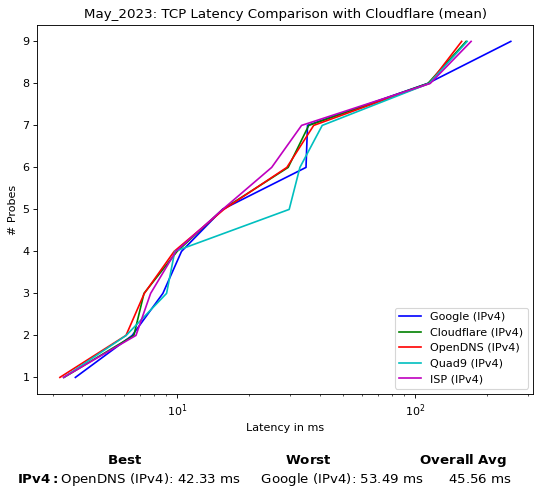 May_2023: TCP Latency Comparison with Cloudflare (mean)
# Probes
9
8
7
6
5
4
3
2
1
Google (IPv4)
Cloudflare (IPv4)
OpenDNS (IPv4)
Quad9 (IPv4)
ISP (IPv4)
10¹ 10²
Latency in ms
Best Worst Overall Avg
IPv4: OpenDNS (IPv4): 42.33 ms Google (IPv4): 53.49 ms 45.56 ms